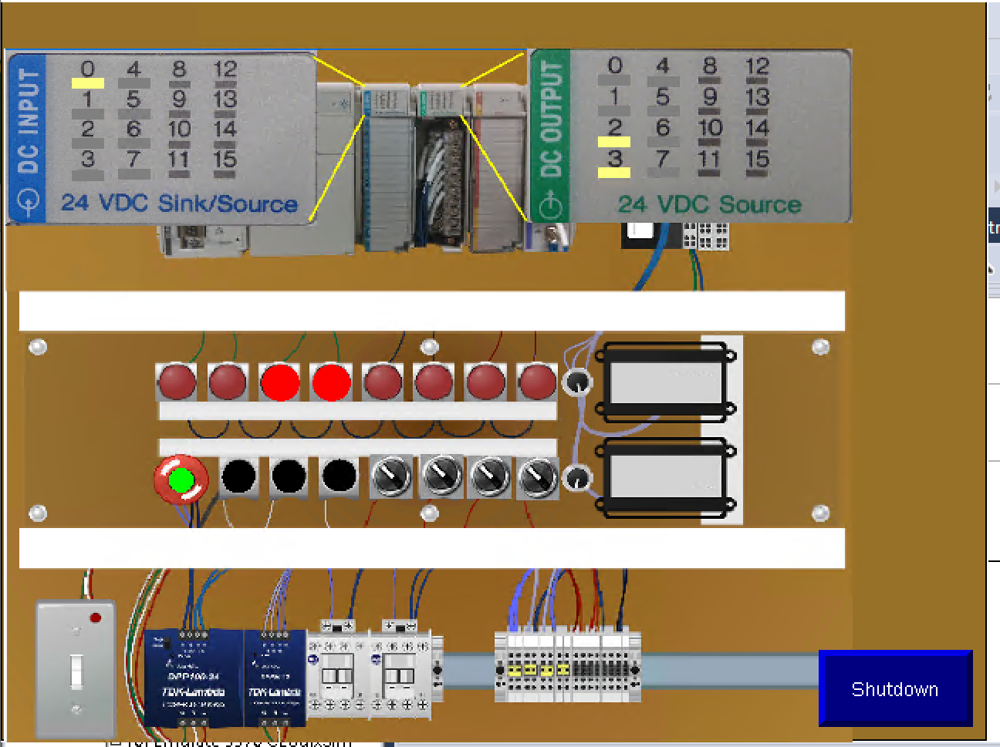 DC INPUT
0 4 8 12
1 5 9 13
2 6 10 14
3 7 11 15
24 VDC Sink/Source
DC OUTPUT
0 4 8 12
1 5 9 13
2 6 10 14
3 7 11 15
24 VDC Source
TDK-Lambda
TDK-Lambda
Shutdown